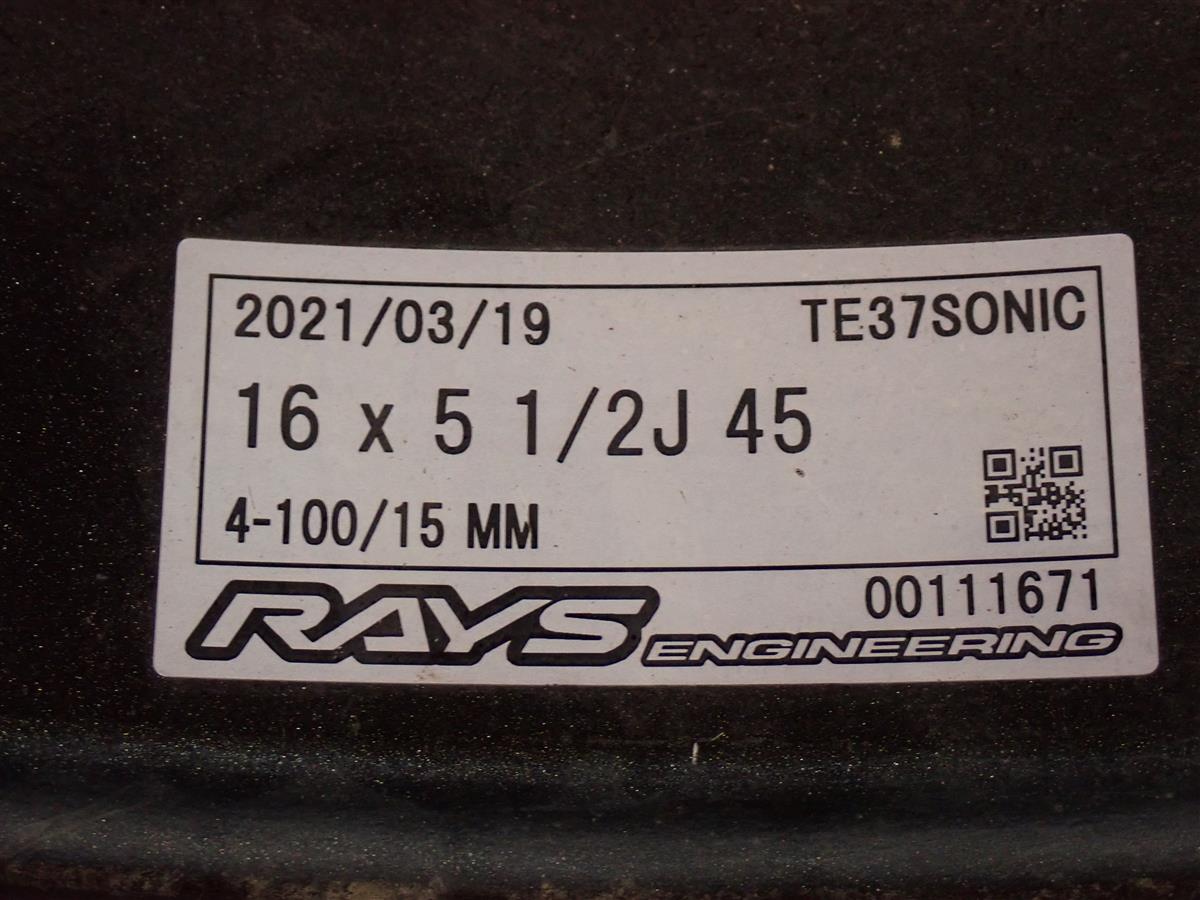 2021/03/19 TE37SONIC
16 x 5 1/2J 45
4-100/15 MM
00111671
RAYS ENGINEERING